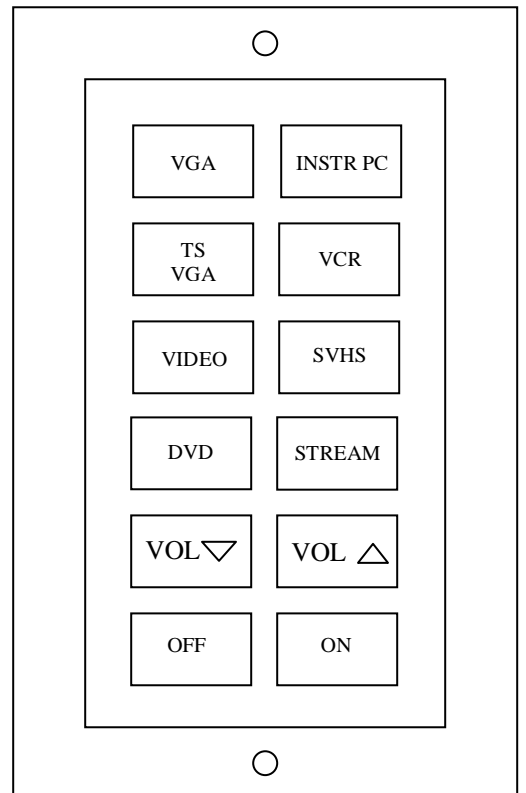 VGA
INSTR PC
TS
VGA
VCR
VIDEO
SVHS
DVD
STREAM
VOL
VOL
OFF
ON